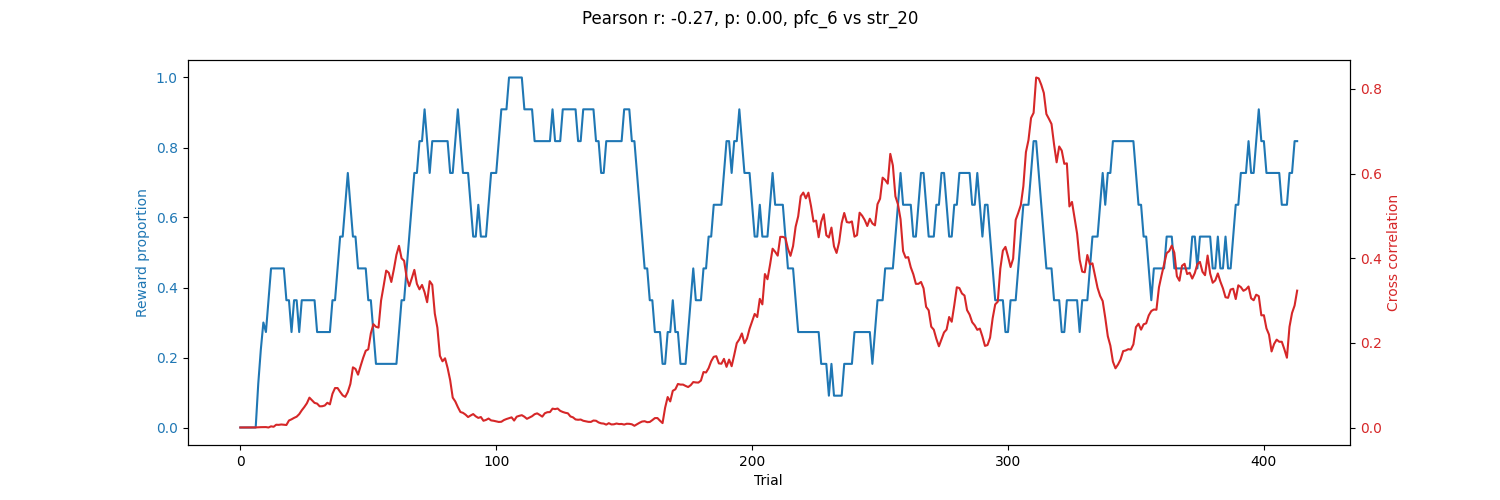 Pearson r: -0.27, p: 0.00, pfc_6 vs str_20
1.0
0.8
0.6
0.4
0.2
0.0
Reward proportion
0.8
0.6
0.4
0.2
0.0
Cross correlation
0 100 200 300 400
Trial